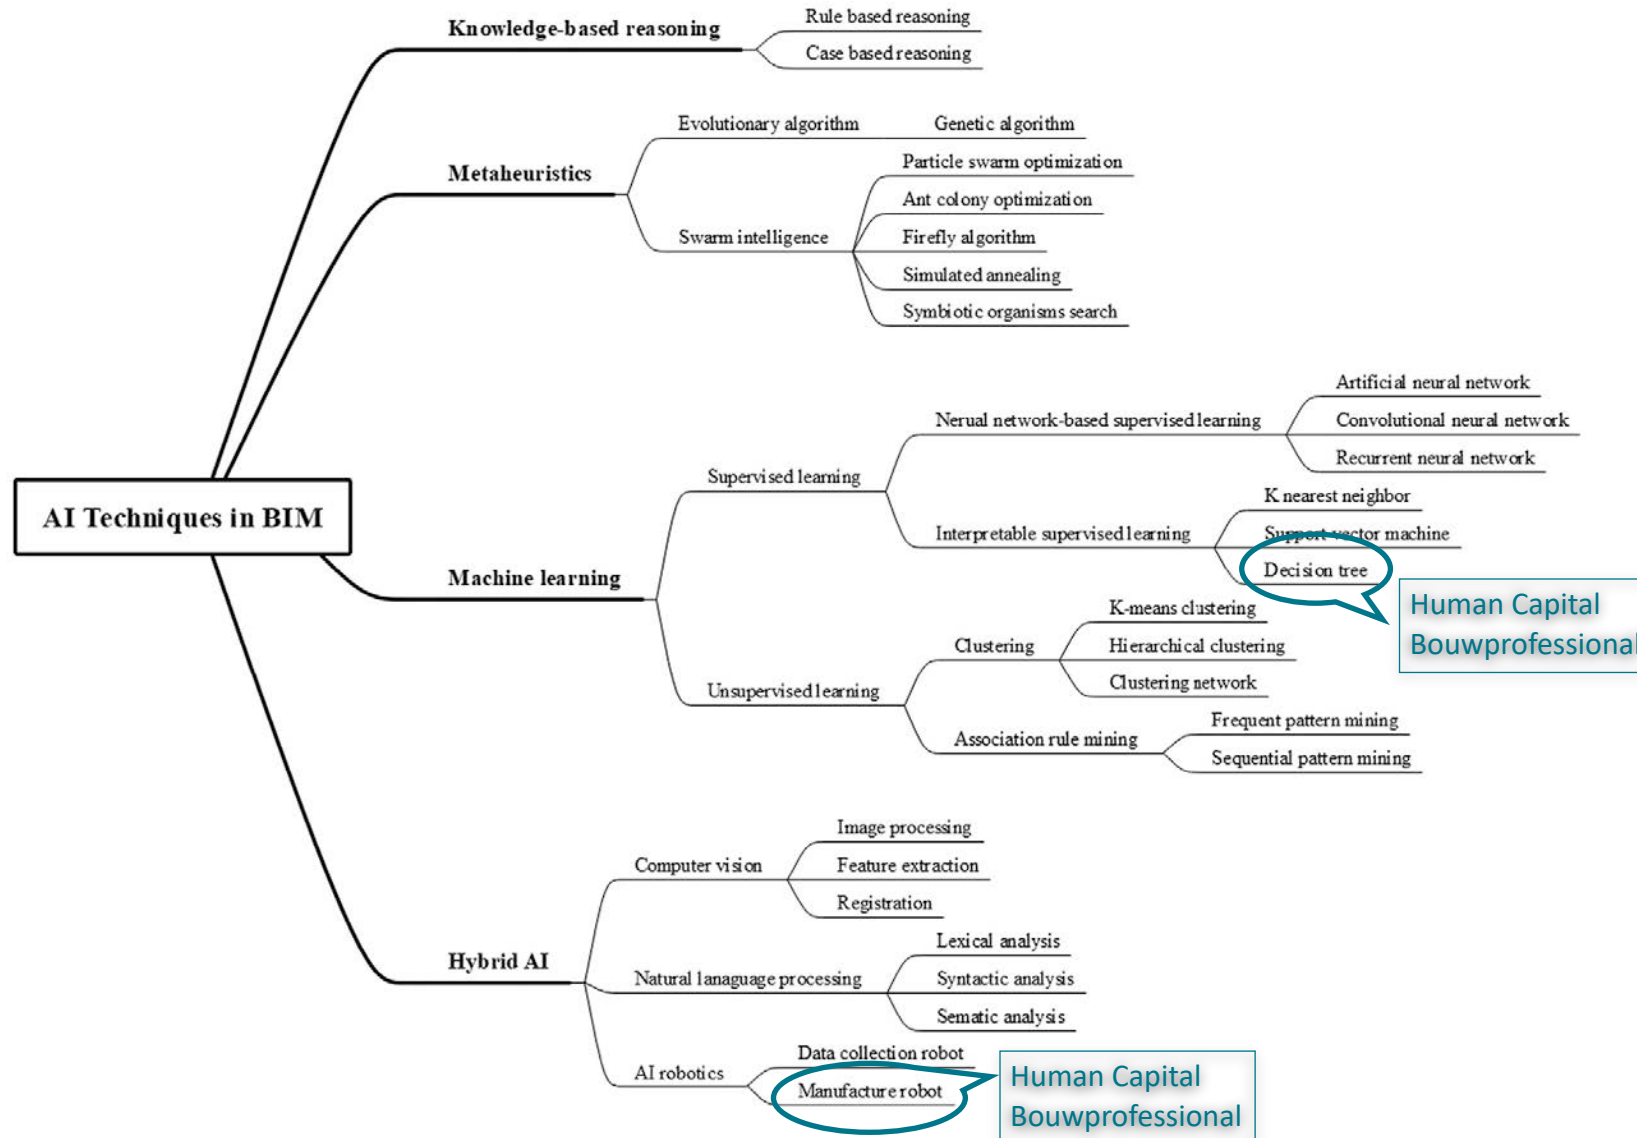 Knowledge-based reasoning
Rule based reasoning
Case based reasoning
Metaheuristics
Evolutionary algorithm
Genetic algorithm
Swarm intelligence
Particle swarm optimization
Ant colony optimization
Firefly algorithm
Simulated annealing
Symbiotic organisms search
AI Techniques in BIM
Machine learning
Supervised learning
Nerual network-based supervised learning
Artificial neural network
Convolutional neural network
Recurrent neural network
Interpretable supervised learning
K nearest neighbor
Support vector machine
Decision tree
Human Capital
Bouwprofessional
Unsupervised learning
Clustering
K-means clustering
Hierarchical clustering
Clustering network
Association rule mining
Frequent pattern mining
Sequential pattern mining
Hybrid AI
Computer vision
Image processing
Feature extraction
Registration
Natural lanaguage processing
Lexical analysis
Syntactic analysis
Sematic analysis
AI robotics
Data collection robot
Manufacture robot
Human Capital
Bouwprofessional